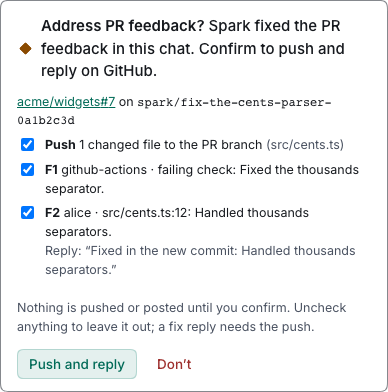 Address PR feedback? Spark fixed the PR
feedback in this chat. Confirm to push and
reply on GitHub.
acme/widgets#7 on spark/fix-the-cents-parser-
0a1b2c3d
Push 1 changed file to the PR branch (src/cents.ts)
F1 github-actions · failing check: Fixed the thousands
separator.
F2 alice · src/cents.ts:12: Handled thousands
separators.
Reply: “Fixed in the new commit: Handled thousands
separators.”
Nothing is pushed or posted until you confirm. Uncheck
anything to leave it out; a fix reply needs the push.
Push and reply
Don’t